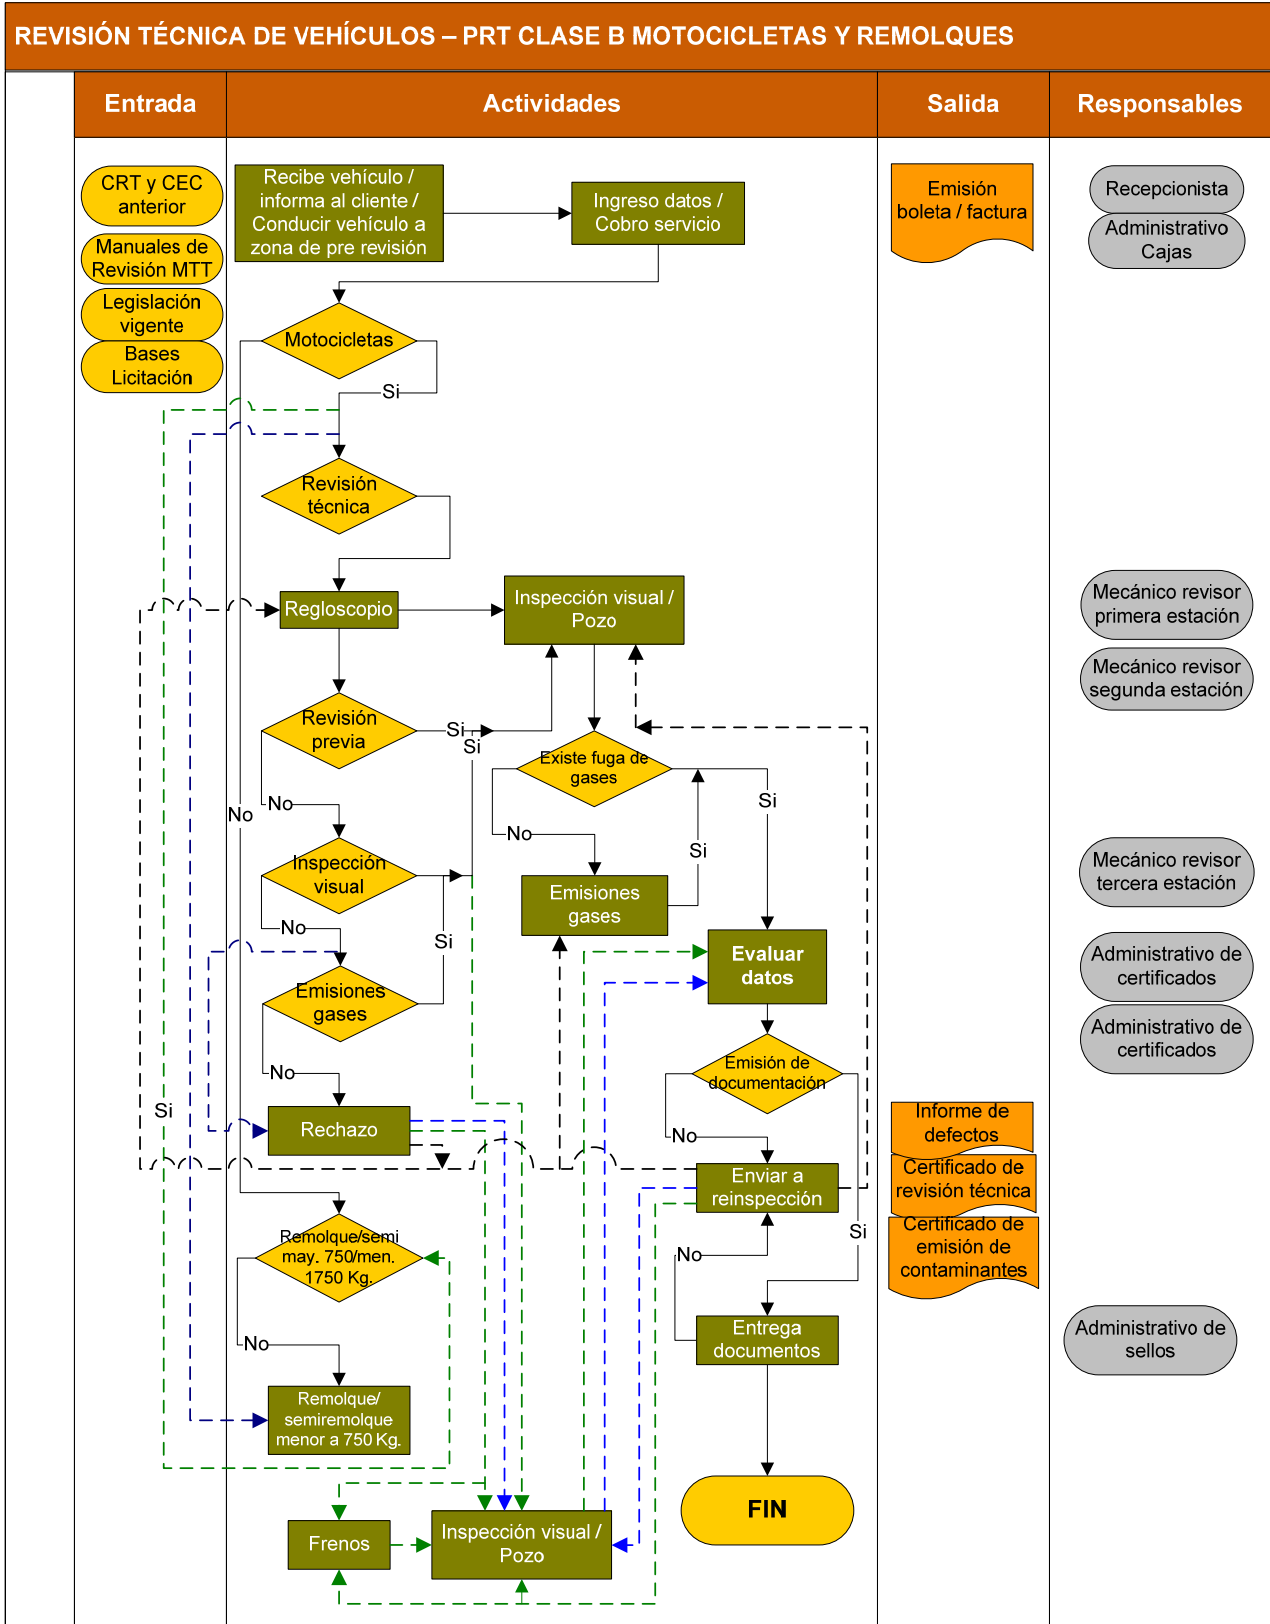 REVISIÓN TÉCNICA DE VEHÍCULOS – PRT CLASE B MOTOCICLETAS Y REMOLQUES
Entrada
Actividades
Salida
Responsables
CRT y CEC
anterior
Manuales de
Revisión MTT
Legislación
vigente
Bases
Licitación
Recibe vehículo /
informa al cliente /
Conducir vehículo a
zona de pre revisión
Ingreso datos /
Cobro servicio
Emisión
boleta / factura
Recepcionista
Administrativo
Cajas
Motocicletas
Si
Revisión
técnica
Regloscopio
Inspección visual /
Pozo
Mecánico revisor
primera estación
Mecánico revisor
segunda estación
Revisión
previa
Si
Si
Existe fuga de
gases
Si
No
No
No
Si
Inspección
visual
Emisiones
gases
Mecánico revisor
tercera estación
No
Si
Evaluar
datos
Administrativo de
certificados
Emisiones
gases
Administrativo de
certificados
Emisión de
documentación
No
Si
Rechazo
No
Informe de
defectos
Enviar a
reinspección
Certificado de
revisión técnica
Si
Certificado de
emisión de
contaminantes
Remolque/semi
may. 750/men.
1750 Kg.
No
No
Entrega
documentos
Administrativo de
sellos
Remolque/
semiremolque
menor a 750 Kg.
FIN
Frenos
Inspección visual /
Pozo